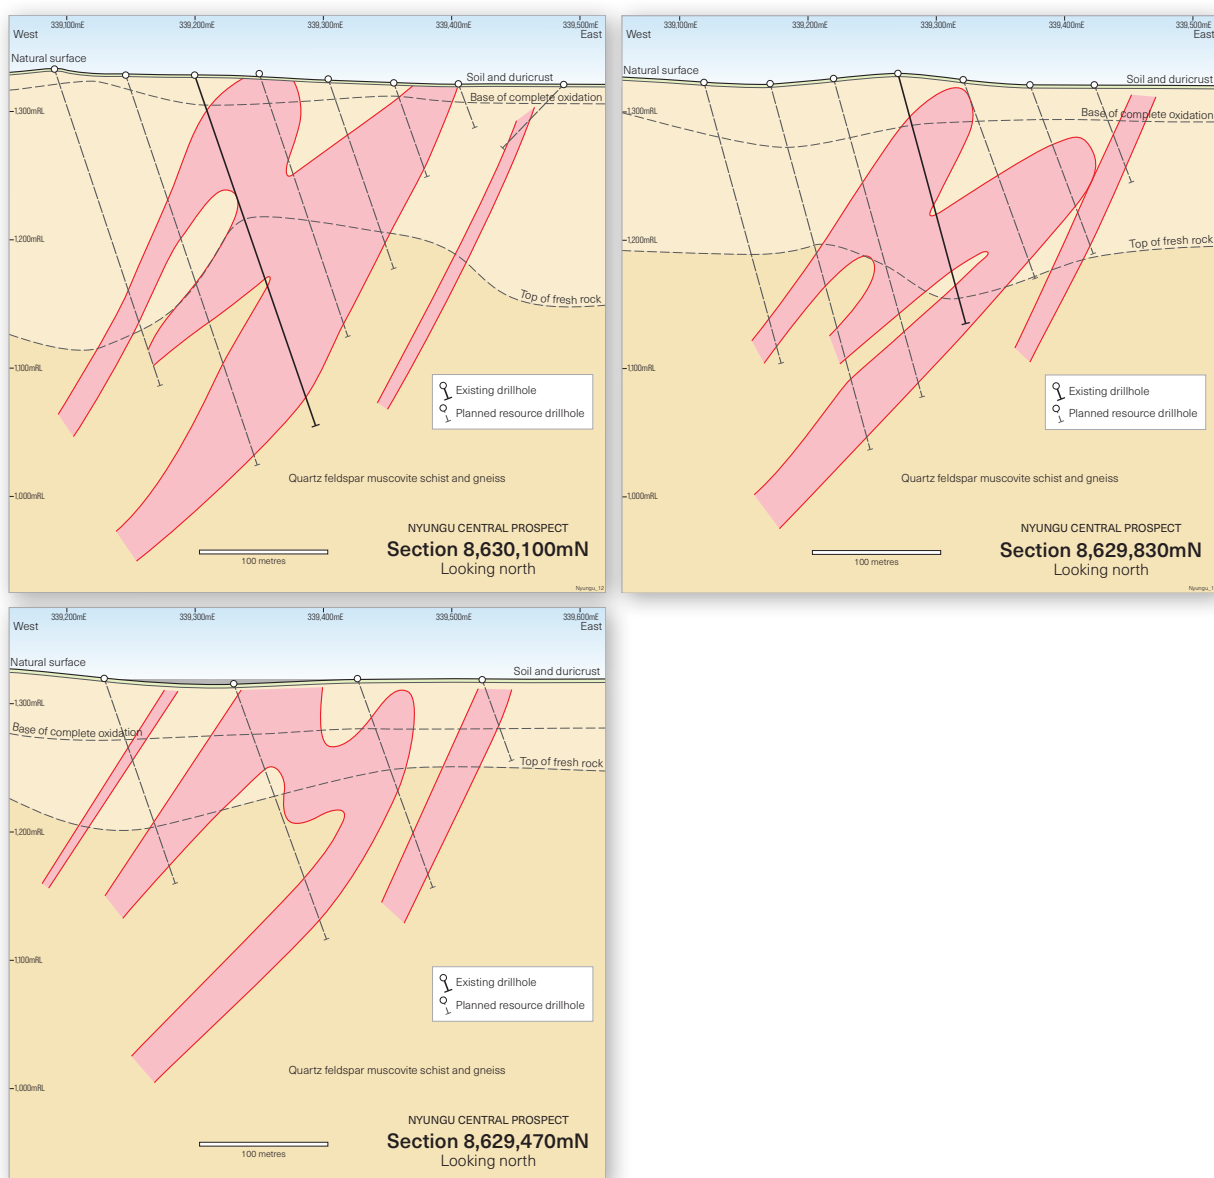 339,100mE 339,200mE 339,300mE 339,400mE 339,500mE
West East
Natural surface
Soil and duricrust
Base of complete oxidation
1,300mRL
1,200mRL
Top of fresh rock
1,100mRL
Existing drillhole
Planned resource drillhole
Quartz feldspar muscovite schist and gneiss
1,000mRL
NYUNGU CENTRAL PROSPECT
Section 8,630,100mN
100 metres
Looking north
Nyungu_12
339,100mE 339,200mE 339,300mE 339,400mE 339,500mE
West East
Natural surface
Soil and duricrust
1,300mRL
Base of complete oxidation
1,200mRL
Top of fresh rock
1,100mRL
Existing drillhole
Planned resource drillhole
Quartz feldspar muscovite schist and gneiss
1,000mRL
NYUNGU CENTRAL PROSPECT
Section 8,629,830mN
100 metres
Looking north
Nyungu_1
339,200mE 339,300mE 339,400mE 339,500mE 339,600mE
West East
Natural surface
Soil and duricrust
1,300mRL
Base of complete oxidation
Top of fresh rock
1,200mRL
1,100mRL
Existing drillhole
Planned resource drillhole
Quartz feldspar muscovite schist and gneiss
1,000mRL
NYUNGU CENTRAL PROSPECT
Section 8,629,470mN
100 metres
Looking north